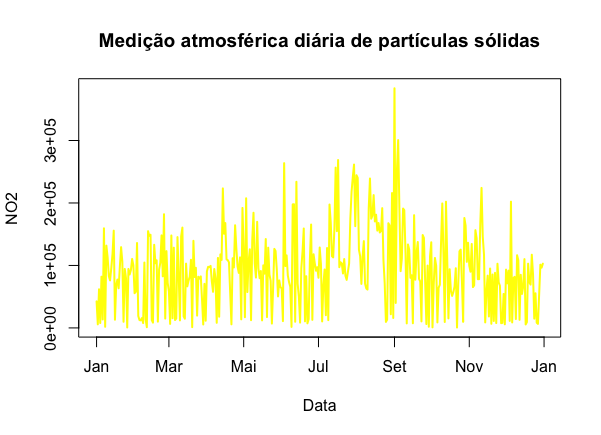 Medição atmosférica diária de partículas sólidas
NO2
3e+05
2e+05
1e+05
0e+00
Jan Mar Mai Jul Set Nov Jan
Data